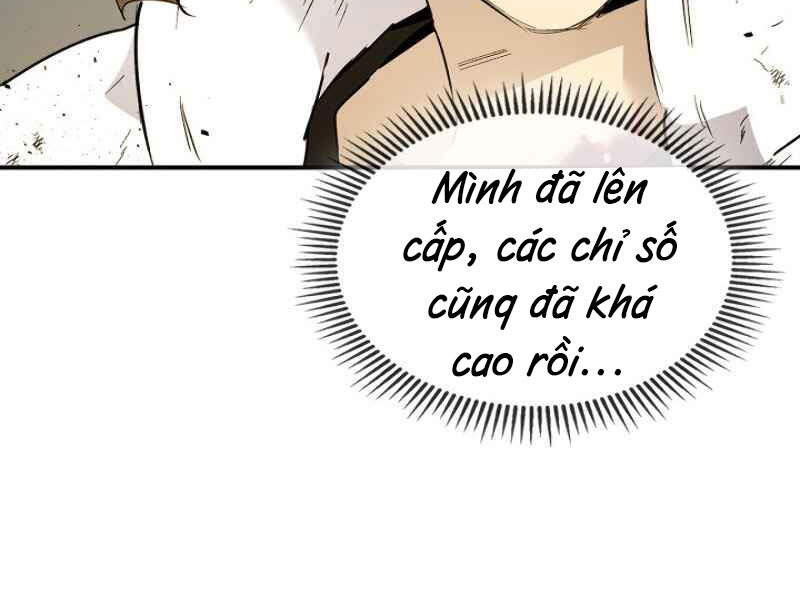 Mình đã lên
cấp, các chỉ số
cũng đã khá
cao rồi...